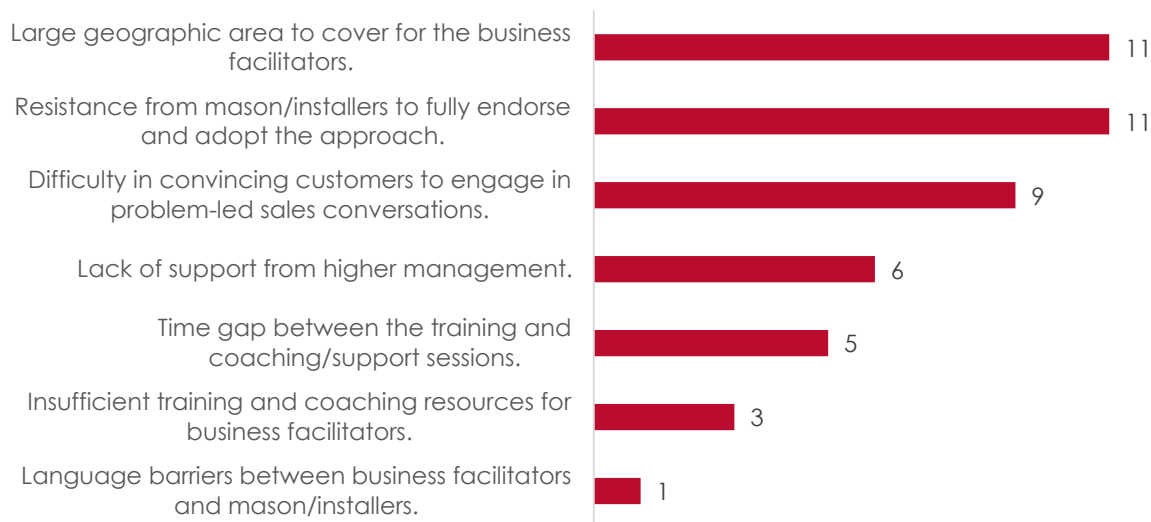 Large geographic area to cover for the business
facilitators.
11
Resistance from mason/installers to fully endorse
and adopt the approach.
11
Difficulty in convincing customers to engage in
problem-led sales conversations.
9
Lack of support from higher management.
6
Time gap between the training and
coaching/support sessions.
5
Insufficient training and coaching resources for
business facilitators.
3
Language barriers between business facilitators
and mason/installers.
1